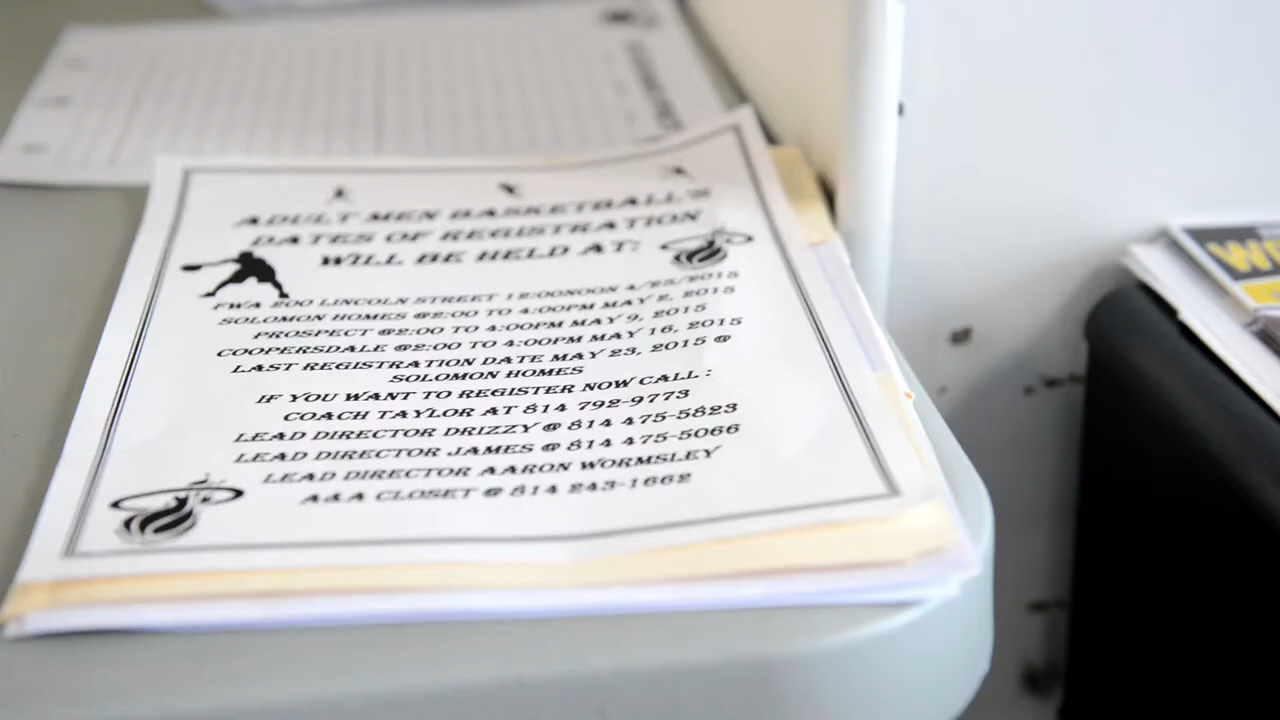 ADULT MEN BASKETBALL'S
DATES OF REGISTRATION
WILL BE HELD AT:
FWA 200 LINCOLN STREET 12:00NOON 4/25/2015
SOLOMON HOMES @2:00 TO 4:00PM MAY 2, 2015
PROSPECT @2:00 TO 4:00PM MAY 9, 2015
COOPERSDALE @2:00 TO 4:00PM MAY 16, 2015
LAST REGISTRATION DATE MAY 23, 2015 @
SOLOMON HOMES
IF YOU WANT TO REGISTER NOW CALL :
COACH TAYLOR AT 814 792-9773
LEAD DIRECTOR DRIZZY @ 814 475-5823
LEAD DIRECTOR JAMES @ 814 475-5066
LEAD DIRECTOR AARON WORMSLEY
A&A CLOSET @ 814 243-1662